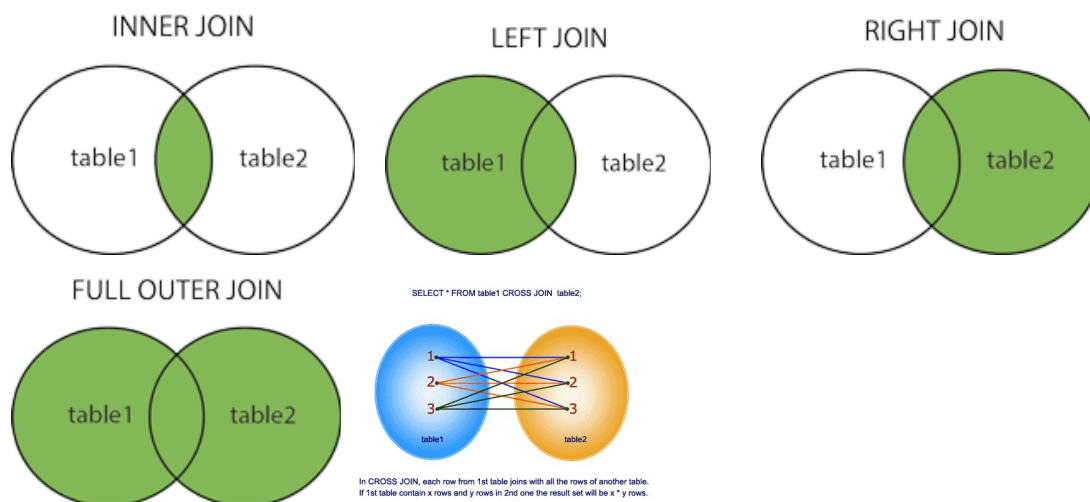 INNER JOIN
table1
table2
LEFT JOIN
table1
table2
RIGHT JOIN
table1
table2
FULL OUTER JOIN
table1
table2
SELECT * FROM table1 CROSS JOIN table2;
1
1
2
2
3
3
table1
table2
In CROSS JOIN, each row from 1st table joins with all the rows of another table.
If 1st table contain x rows and y rows in 2nd one the result set will be x * y rows.